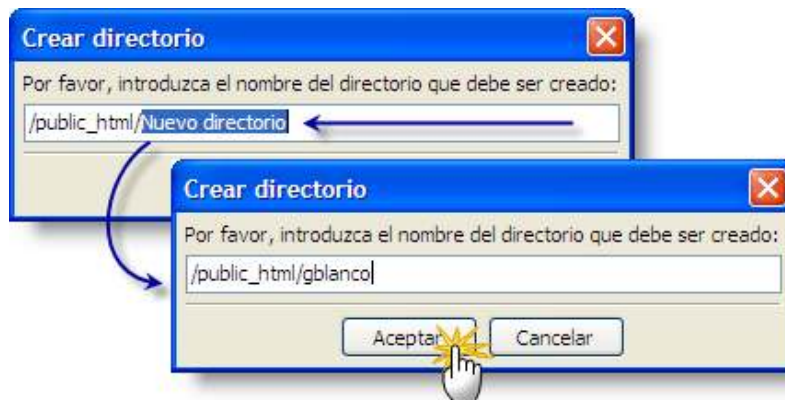 Crear directorio
Por favor, introduzca el nombre del directorio que debe ser creado:
/public_html/Nuevo directorio
Crear directorio
Por favor, introduzca el nombre del directorio que debe ser creado:
/public_html/gblanco
Aceptar Cancelar